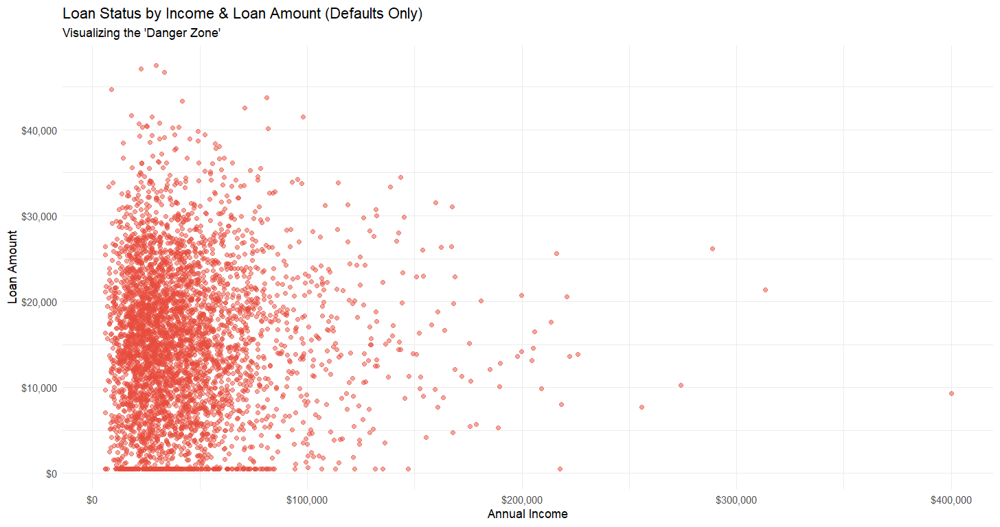 Loan Status by Income & Loan Amount (Defaults Only)
Visualizing the 'Danger Zone'
Loan Amount
$40,000
$30,000
$20,000
$10,000
$0
$0 $100,000 $200,000 $300,000 $400,000
Annual Income